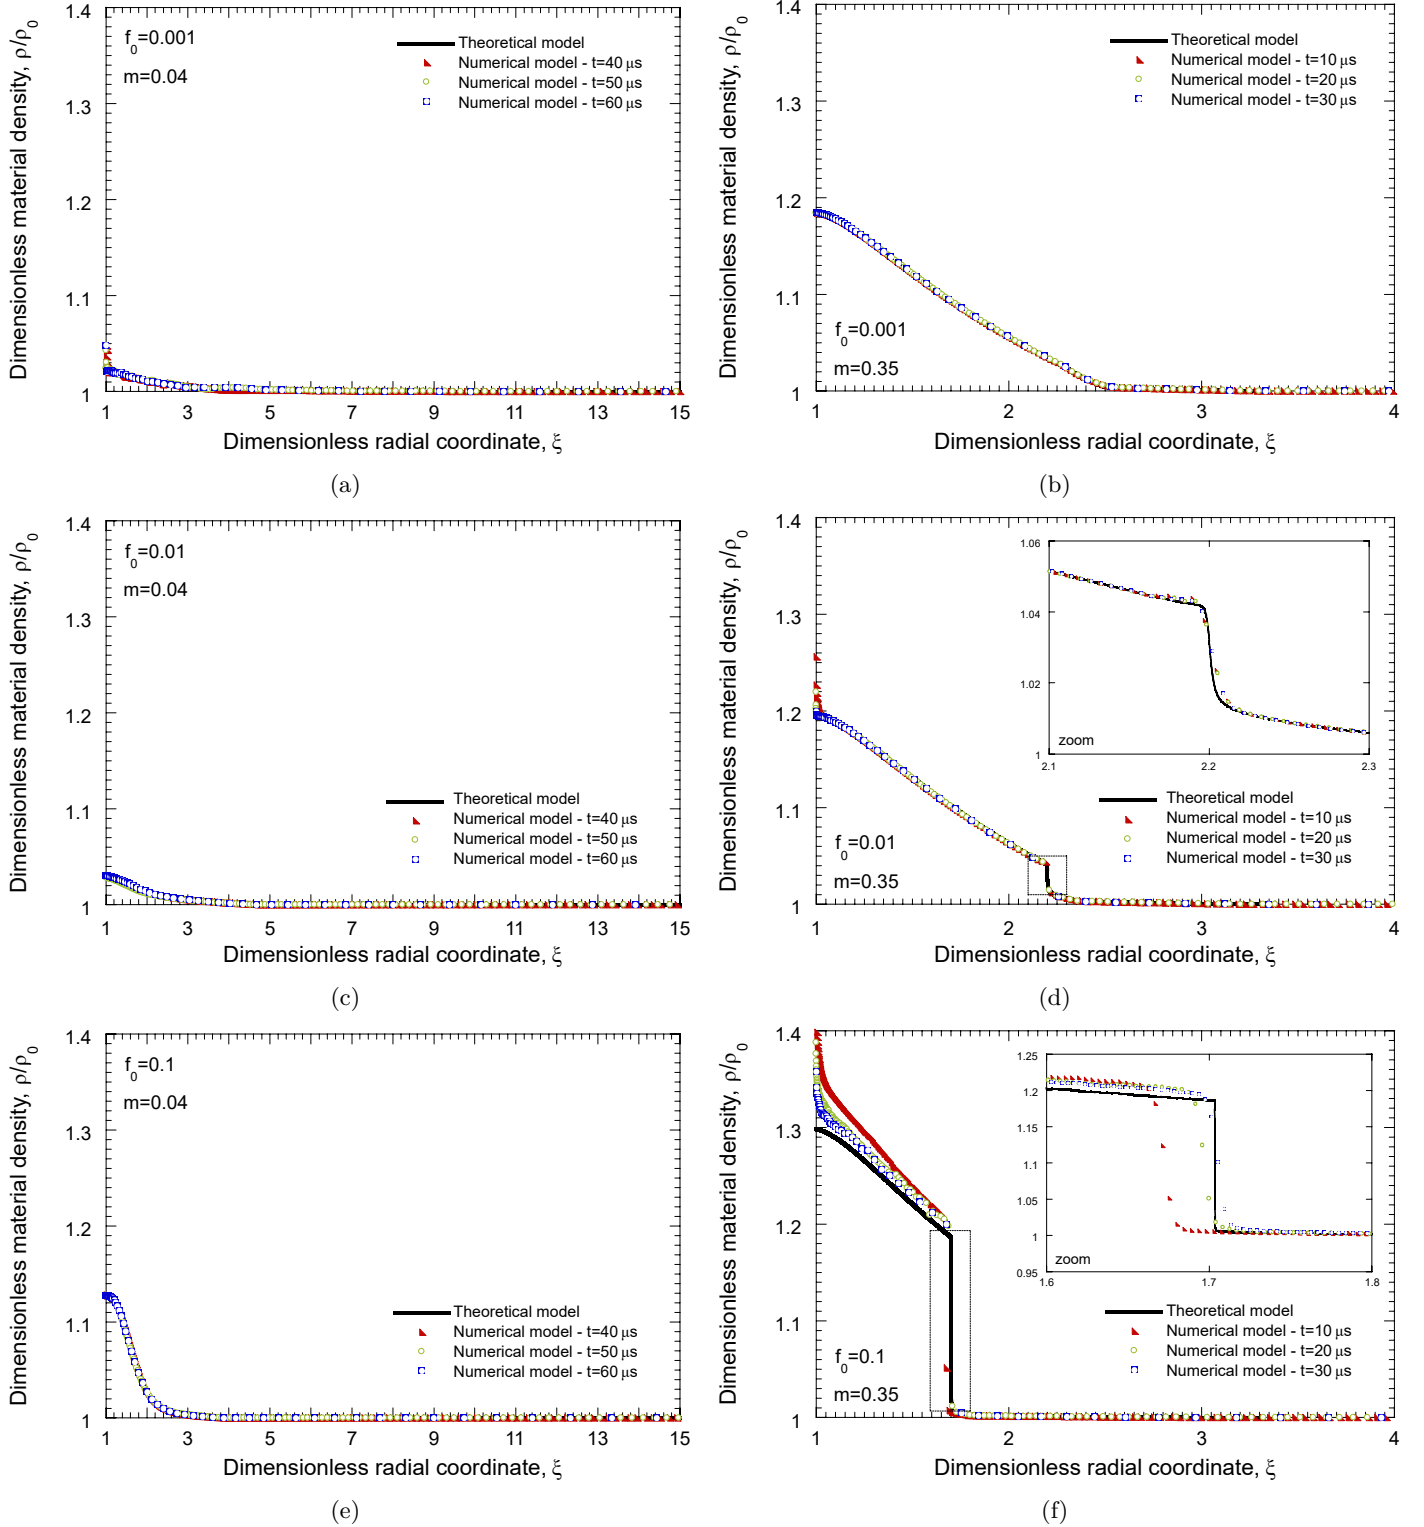 Dimensionless material density, ρ/ρ0
1.4
1.3
1.2
1.1
1
f0=0.001
m=0.04
Theoretical model
Numerical model - t=40 μs
Numerical model - t=50 μs
Numerical model - t=60 μs
1 3 5 7 9 11 13 15
Dimensionless radial coordinate, ξ
(a)
Dimensionless material density, ρ/ρ0
1.4
1.3
1.2
1.1
1
Theoretical model
Numerical model - t=10 μs
Numerical model - t=20 μs
Numerical model - t=30 μs
f0=0.001
m=0.35
1 2 3 4
Dimensionless radial coordinate, ξ
(b)
Dimensionless material density, ρ/ρ0
1.4
1.3
1.2
1.1
1
f0=0.01
m=0.04
Theoretical model
Numerical model - t=40 μs
Numerical model - t=50 μs
Numerical model - t=60 μs
1 3 5 7 9 11 13 15
Dimensionless radial coordinate, ξ
(c)
Dimensionless material density, ρ/ρ0
1.4
1.3
1.2
1.1
1
1.06
1.04
1.02
1
zoom
2.1 2.2 2.3
Theoretical model
Numerical model - t=10 μs
Numerical model - t=20 μs
Numerical model - t=30 μs
f0=0.01
m=0.35
1 2 3 4
Dimensionless radial coordinate, ξ
(d)
Dimensionless material density, ρ/ρ0
1.4
1.3
1.2
1.1
1
f0=0.1
m=0.04
Theoretical model
Numerical model - t=40 μs
Numerical model - t=50 μs
Numerical model - t=60 μs
1 3 5 7 9 11 13 15
Dimensionless radial coordinate, ξ
(e)
Dimensionless material density, ρ/ρ0
1.4
1.3
1.2
1.1
1
1.25
1.2
1.15
1.1
1.05
1
0.95
zoom
1.6 1.7 1.8
Theoretical model
Numerical model - t=10 μs
Numerical model - t=20 μs
Numerical model - t=30 μs
f0=0.1
m=0.35
1 2 3 4
Dimensionless radial coordinate, ξ
(f)